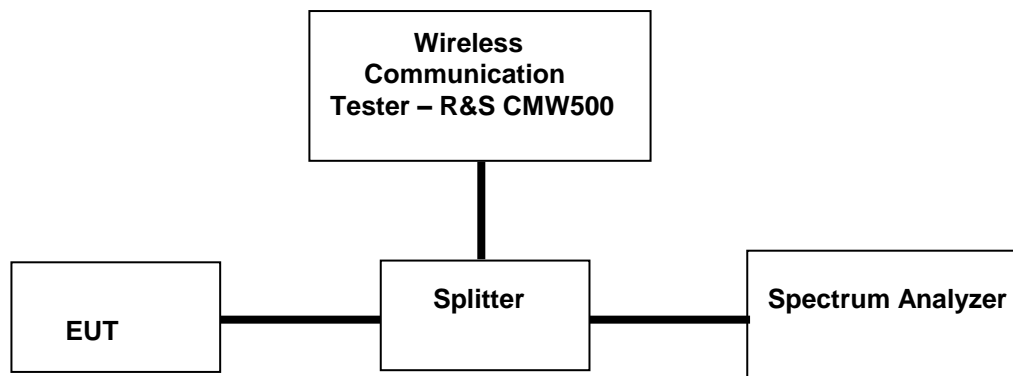 Wireless
Communication
Tester – R&S CMW500
EUT
Splitter
Spectrum Analyzer